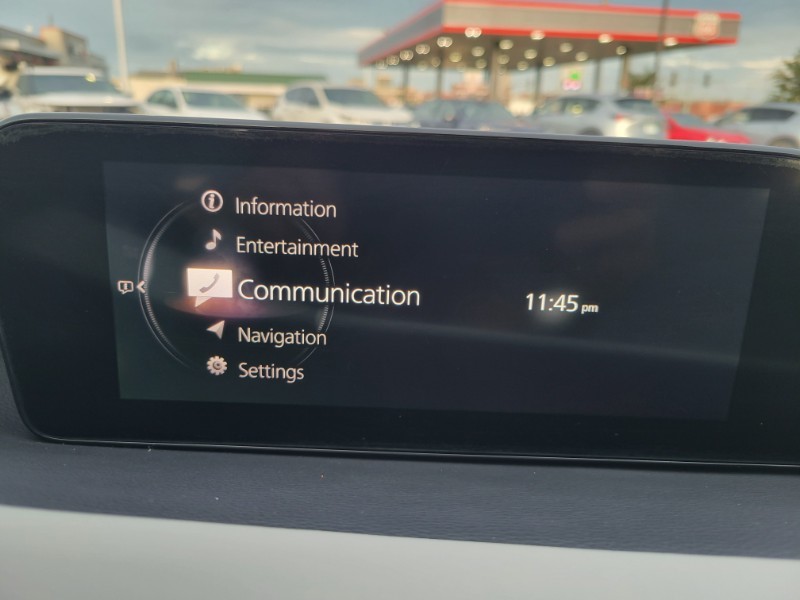 Information
Entertainment
Communication
11:45 pm
Navigation
Settings